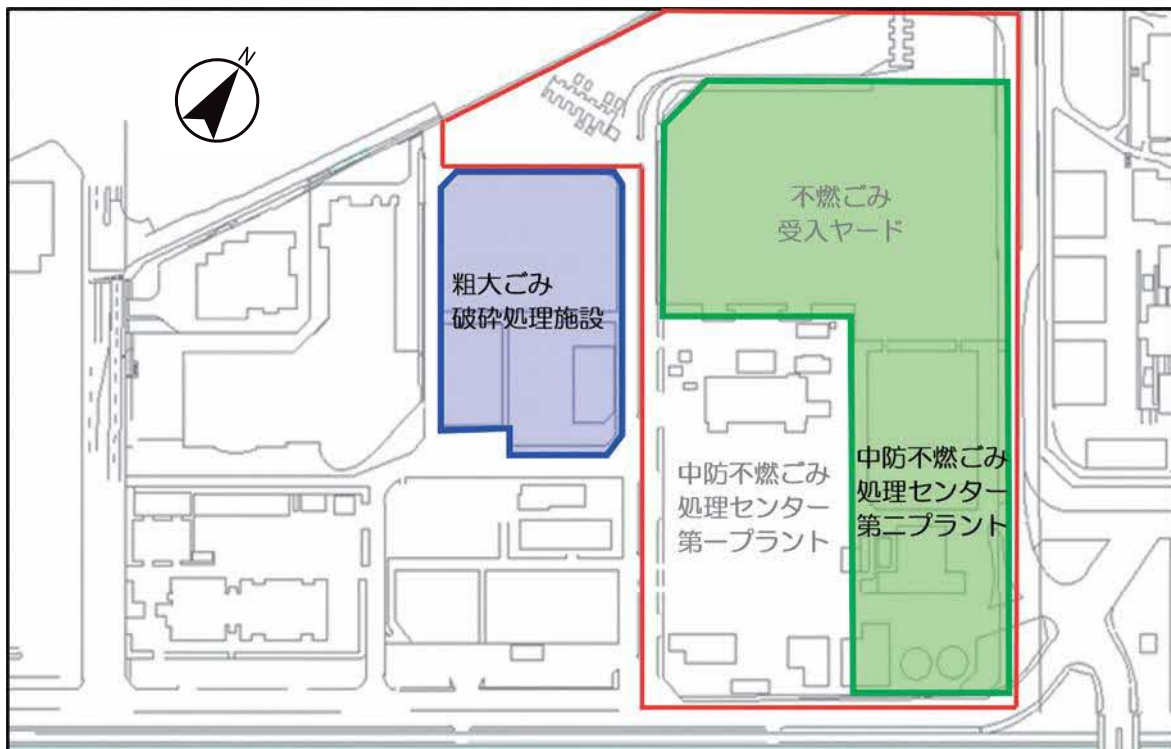 N
不燃ごみ
受入ヤード
粗大ごみ
破砕処理施設
中防不燃ごみ
処理センター
第一プラント
中防不燃ごみ
処理センター
第二プラント